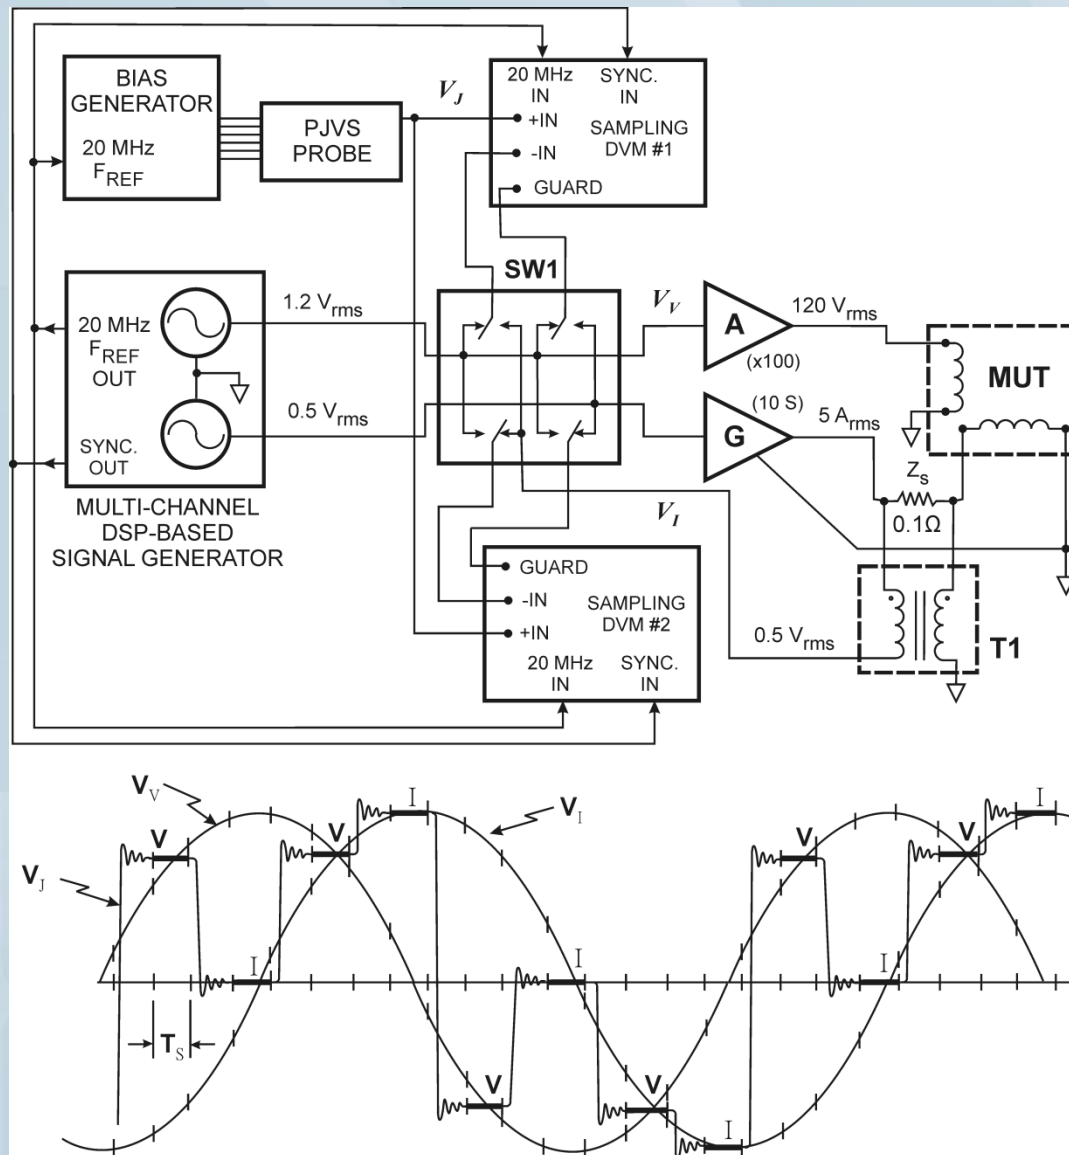 BIAS
GENERATOR
20 MHz
F_REF
PJVS
PROBE
V_J
20 MHz
IN
SYNC.
IN
+IN
-IN
GUARD
SAMPLING
DVM #1
SW1
20 MHz
F_REF
OUT
SYNC.
OUT
1.2 V_rms
0.5 V_rms
MULTI-CHANNEL
DSP-BASED
SIGNAL GENERATOR
V_V
A
(x100)
120 V_rms
MUT
G
(10 S)
5 A_rms
Z_s
0.1Ω
V_I
GUARD
-IN
+IN
SAMPLING
DVM #2
20 MHz
IN
SYNC.
IN
0.5 V_rms
T1
V_V
V_J
V_I
V
I
V
I
V
I
V
I
V
I
V
I
T_S